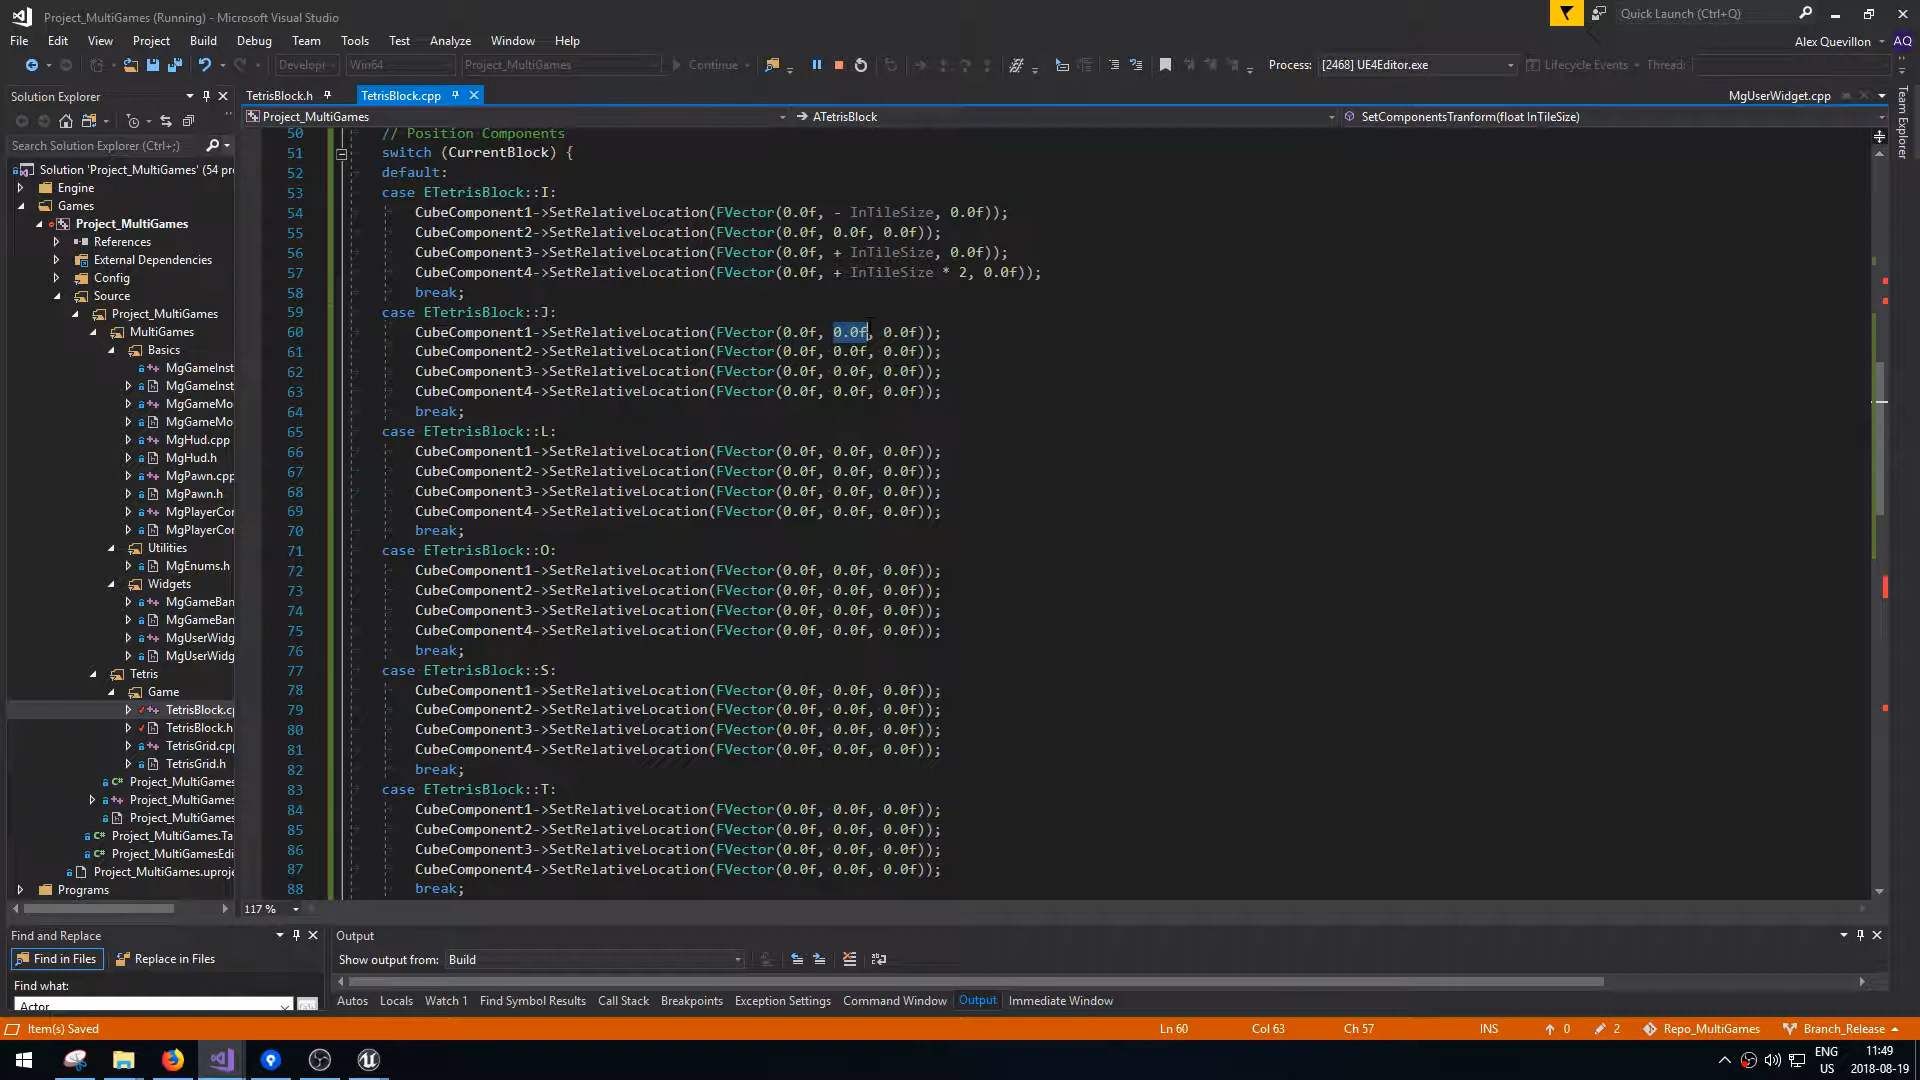 Project_MultiGames (Running) - Microsoft Visual Studio
Quick Launch (Ctrl+Q)
File Edit View Project Build Debug Team Tools Test Analyze Window Help
Alex Quevillon AQ
Develop Win64 Project_MultiGames Continue Process: [2468] UE4Editor.exe Lifecycle Events Thread:
Solution Explorer
TetrisBlock.h TetrisBlock.cpp MgUserWidget.cpp
Project_MultiGames ATetrisBlock SetComponentsTranform(float InTileSize)
Team Explorer
Search Solution Explorer (Ctrl+;)
Solution 'Project_MultiGames' (54 pr
Engine
Games
Project_MultiGames
References
External Dependencies
Config
Source
Project_MultiGames
MultiGames
Basics
MgGameInst
MgGameInst
MgGameMo
MgGameMo
MgHud.cpp
MgHud.h
MgPawn.cpp
MgPawn.h
MgPlayerCor
MgPlayerCor
Utilities
MgEnums.h
Widgets
MgGameBan
MgGameBan
MgUserWidg
MgUserWidg
Tetris
Game
TetrisBlock.cp
TetrisBlock.h
TetrisGrid.cpp
TetrisGrid.h
Project_MultiGames
Project_MultiGames
Project_MultiGames
Project_MultiGames.Ta
Project_MultiGamesEdi
Project_MultiGames.uproje
Programs
50 // Position Components
51 switch (CurrentBlock) {
52 default:
53 case ETetrisBlock::I:
54 CubeComponent1->SetRelativeLocation(FVector(0.0f, - InTileSize, 0.0f));
55 CubeComponent2->SetRelativeLocation(FVector(0.0f, 0.0f, 0.0f));
56 CubeComponent3->SetRelativeLocation(FVector(0.0f, + InTileSize, 0.0f));
57 CubeComponent4->SetRelativeLocation(FVector(0.0f, + InTileSize * 2, 0.0f));
58 break;
59 case ETetrisBlock::J:
60 CubeComponent1->SetRelativeLocation(FVector(0.0f, 0.0f, 0.0f));
61 CubeComponent2->SetRelativeLocation(FVector(0.0f, 0.0f, 0.0f));
62 CubeComponent3->SetRelativeLocation(FVector(0.0f, 0.0f, 0.0f));
63 CubeComponent4->SetRelativeLocation(FVector(0.0f, 0.0f, 0.0f));
64 break;
65 case ETetrisBlock::L:
66 CubeComponent1->SetRelativeLocation(FVector(0.0f, 0.0f, 0.0f));
67 CubeComponent2->SetRelativeLocation(FVector(0.0f, 0.0f, 0.0f));
68 CubeComponent3->SetRelativeLocation(FVector(0.0f, 0.0f, 0.0f));
69 CubeComponent4->SetRelativeLocation(FVector(0.0f, 0.0f, 0.0f));
70 break;
71 case ETetrisBlock::O:
72 CubeComponent1->SetRelativeLocation(FVector(0.0f, 0.0f, 0.0f));
73 CubeComponent2->SetRelativeLocation(FVector(0.0f, 0.0f, 0.0f));
74 CubeComponent3->SetRelativeLocation(FVector(0.0f, 0.0f, 0.0f));
75 CubeComponent4->SetRelativeLocation(FVector(0.0f, 0.0f, 0.0f));
76 break;
77 case ETetrisBlock::S:
78 CubeComponent1->SetRelativeLocation(FVector(0.0f, 0.0f, 0.0f));
79 CubeComponent2->SetRelativeLocation(FVector(0.0f, 0.0f, 0.0f));
80 CubeComponent3->SetRelativeLocation(FVector(0.0f, 0.0f, 0.0f));
81 CubeComponent4->SetRelativeLocation(FVector(0.0f, 0.0f, 0.0f));
82 break;
83 case ETetrisBlock::T:
84 CubeComponent1->SetRelativeLocation(FVector(0.0f, 0.0f, 0.0f));
85 CubeComponent2->SetRelativeLocation(FVector(0.0f, 0.0f, 0.0f));
86 CubeComponent3->SetRelativeLocation(FVector(0.0f, 0.0f, 0.0f));
87 CubeComponent4->SetRelativeLocation(FVector(0.0f, 0.0f, 0.0f));
88 break;
117 %
Find and Replace
Find in Files Replace in Files
Find what:
Actor
Output
Show output from: Build
Autos Locals Watch 1 Find Symbol Results Call Stack Breakpoints Exception Settings Command Window Output Immediate Window
Item(s) Saved Ln 60 Col 63 Ch 57 INS 0 2 Repo_MultiGames Branch_Release
ENG
US
11:49
2018-08-19